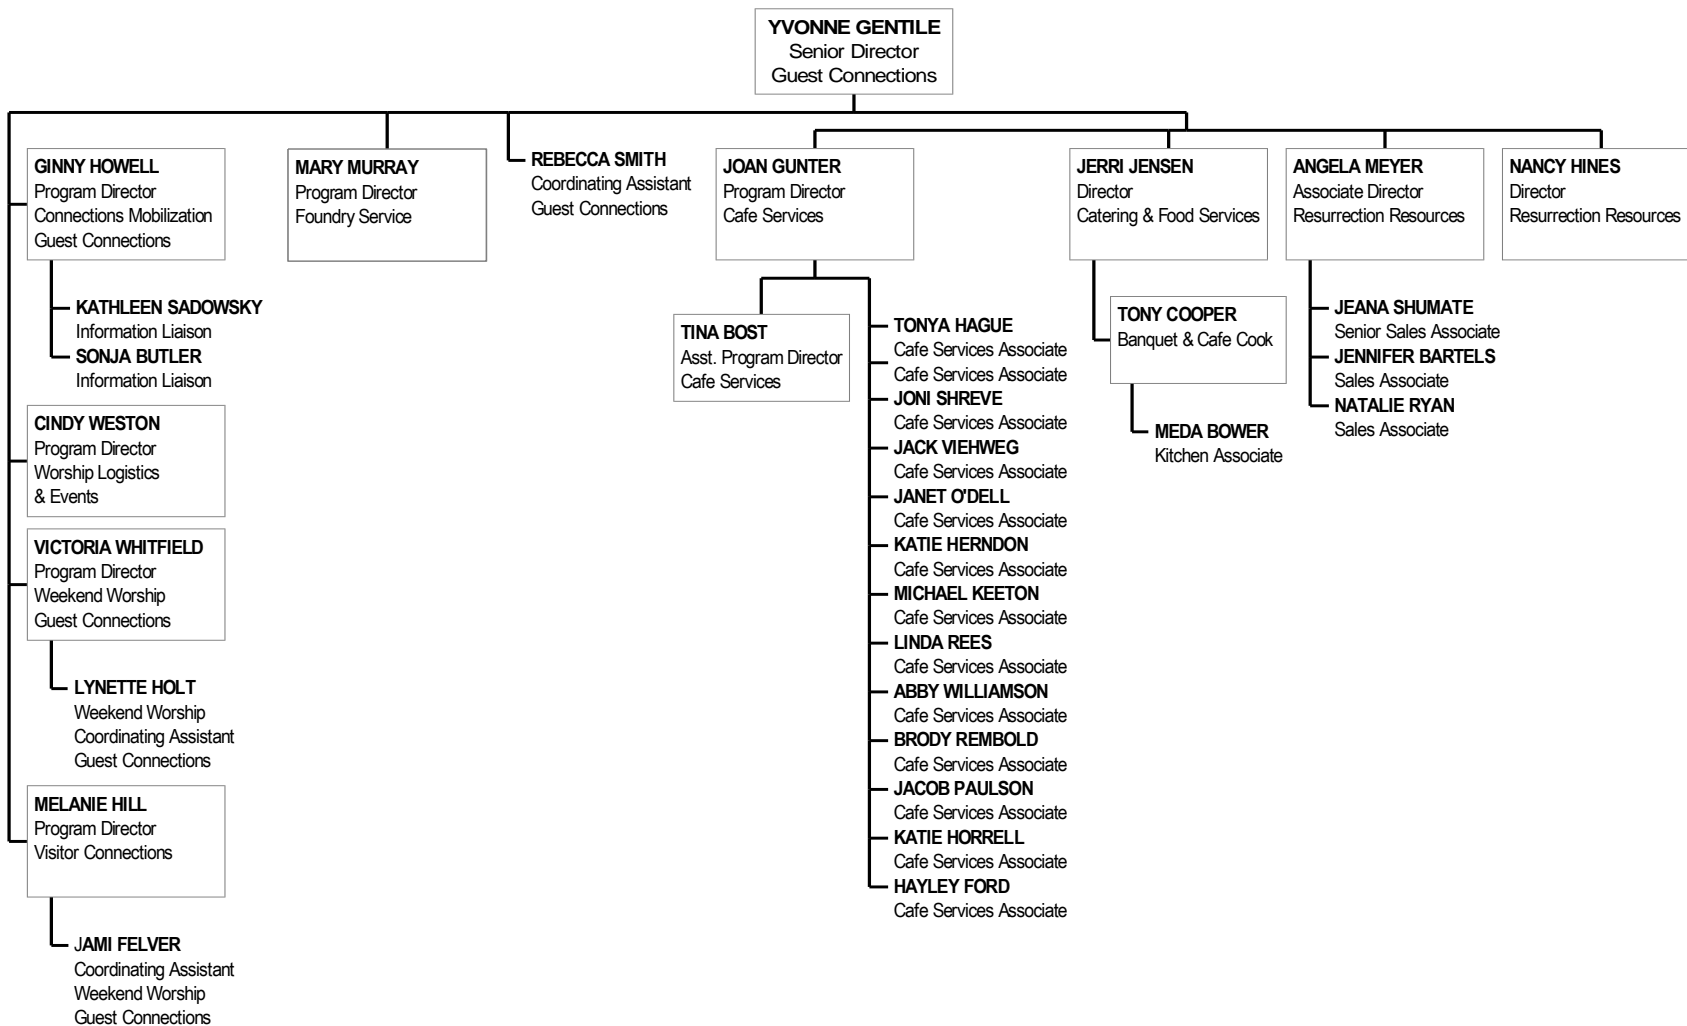 YVONNE GENTILE
Senior Director
Guest Connections
GINNY HOWELL
Program Director
Connections Mobilization
Guest Connections
KATHLEEN SADOWSKY
Information Liaison
SONJA BUTLER
Information Liaison
CINDY WESTON
Program Director
Worship Logistics
& Events
VICTORIA WHITFIELD
Program Director
Weekend Worship
Guest Connections
LYNETTE HOLT
Weekend Worship
Coordinating Assistant
Guest Connections
MELANIE HILL
Program Director
Visitor Connections
JAMI FELVER
Coordinating Assistant
Weekend Worship
Guest Connections
MARY MURRAY
Program Director
Foundry Service
REBECCA SMITH
Coordinating Assistant
Guest Connections
JOAN GUNTER
Program Director
Cafe Services
TINA BOST
Asst. Program Director
Cafe Services
TONYA HAGUE
Cafe Services Associate
Cafe Services Associate
JONI SHREVE
Cafe Services Associate
JACK VIEHWEG
Cafe Services Associate
JANET O'DELL
Cafe Services Associate
KATIE HERNDON
Cafe Services Associate
MICHAEL KEETON
Cafe Services Associate
LINDA REES
Cafe Services Associate
ABBY WILLIAMSON
Cafe Services Associate
BRODY REMBOLD
Cafe Services Associate
JACOB PAULSON
Cafe Services Associate
KATIE HORRELL
Cafe Services Associate
HAYLEY FORD
Cafe Services Associate
JERRI JENSEN
Director
Catering & Food Services
TONY COOPER
Banquet & Cafe Cook
MEDA BOWER
Kitchen Associate
ANGELA MEYER
Associate Director
Resurrection Resources
JEANA SHUMATE
Senior Sales Associate
JENNIFER BARTELS
Sales Associate
NATALIE RYAN
Sales Associate
NANCY HINES
Director
Resurrection Resources